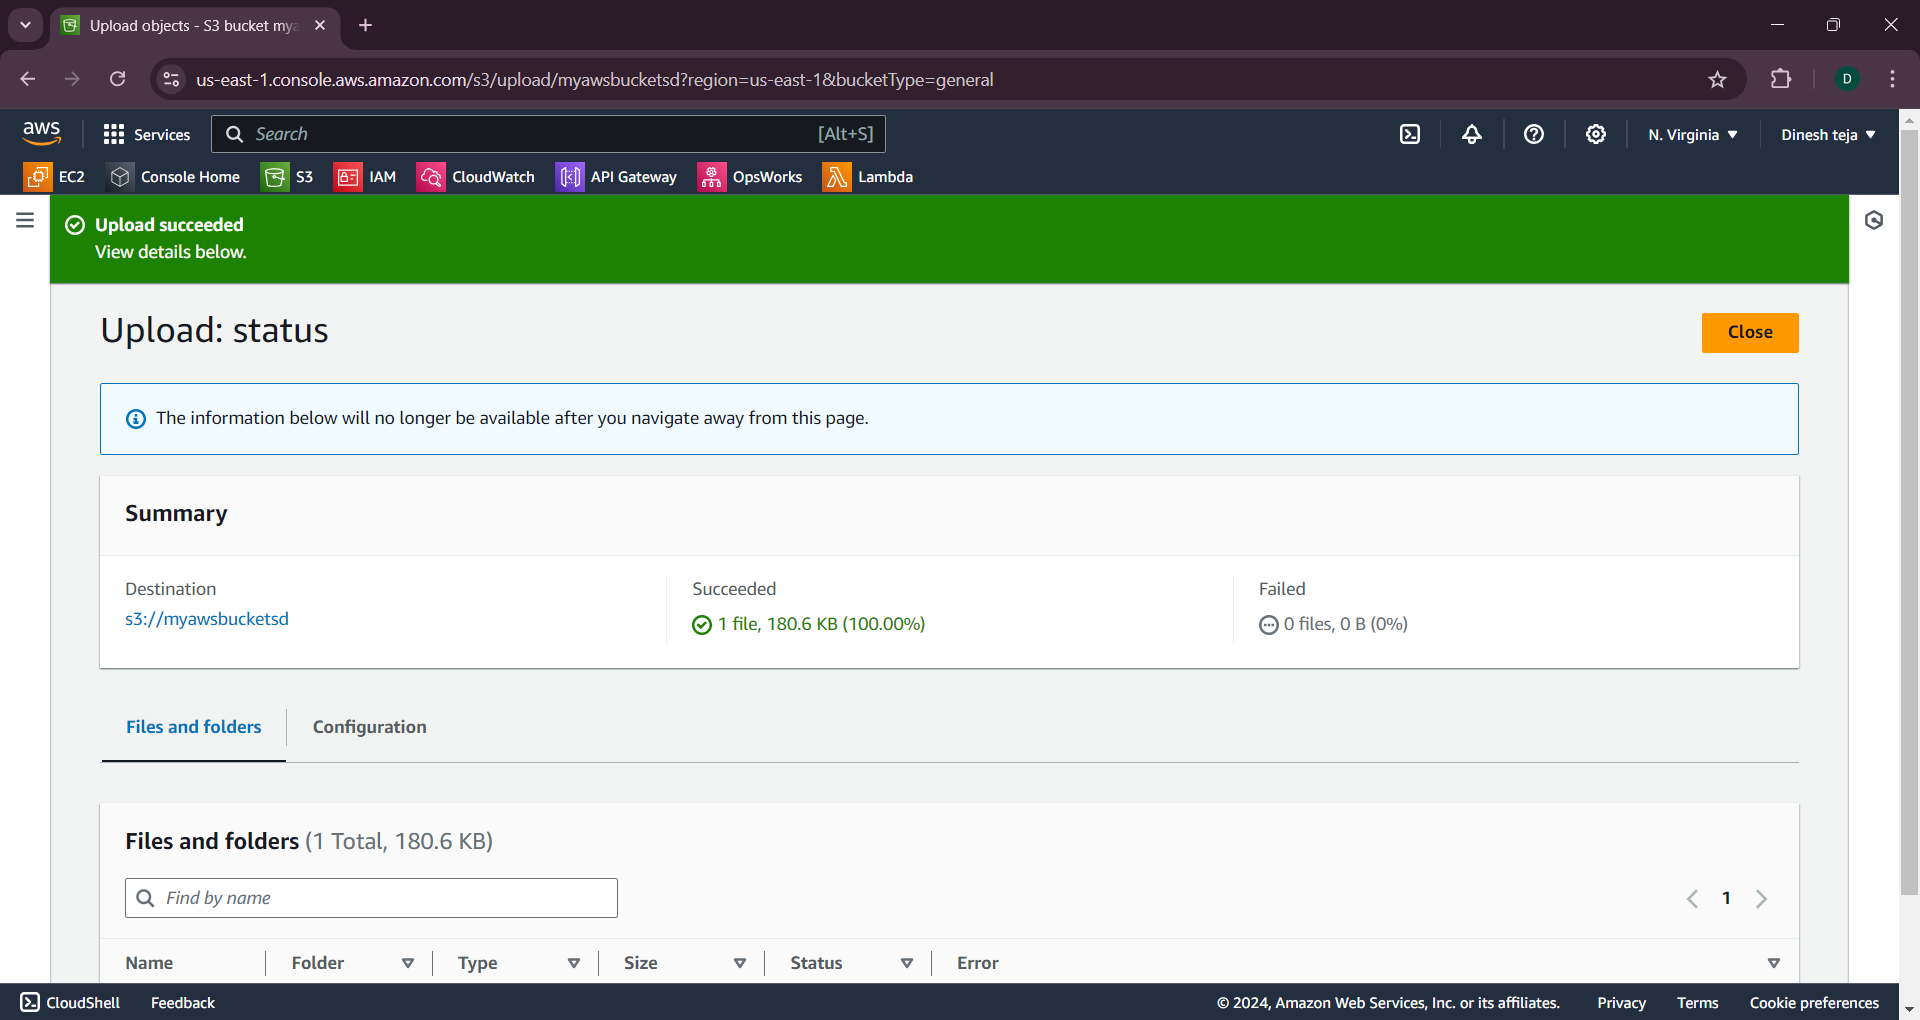 Upload objects - S3 bucket mya
us-east-1.console.aws.amazon.com/s3/upload/myawsbucketsd?region=us-east-1&bucketType=general
D
aws
Services
Search
[Alt+S]
N. Virginia
Dinesh teja
EC2
Console Home
S3
IAM
CloudWatch
API Gateway
OpsWorks
Lambda
Upload succeeded
View details below.
Upload: status
Close
The information below will no longer be available after you navigate away from this page.
Summary
Destination
s3://myawsbucketsd
Succeeded
1 file, 180.6 KB (100.00%)
Failed
0 files, 0 B (0%)
Files and folders
Configuration
Files and folders (1 Total, 180.6 KB)
Find by name
1
Name
Folder
Type
Size
Status
Error
CloudShell
Feedback
© 2024, Amazon Web Services, Inc. or its affiliates.
Privacy
Terms
Cookie preferences